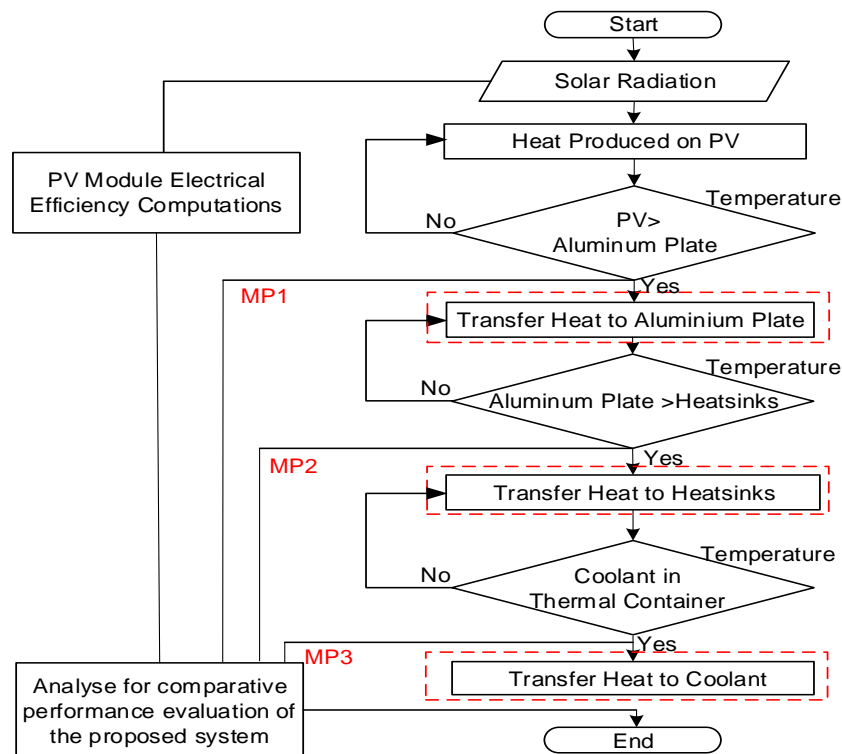 Start
Solar Radiation
Heat Produced on PV
PV Module Electrical
Efficiency Computations
Temperature
No
PV>
Aluminum Plate
Yes
MP1
Transfer Heat to Aluminium Plate
Temperature
No
Aluminum Plate >Heatsinks
Yes
MP2
Transfer Heat to Heatsinks
Temperature
No
Coolant in
Thermal Container
Yes
MP3
Transfer Heat to Coolant
Analyse for comparative
performance evaluation of
the proposed system
End